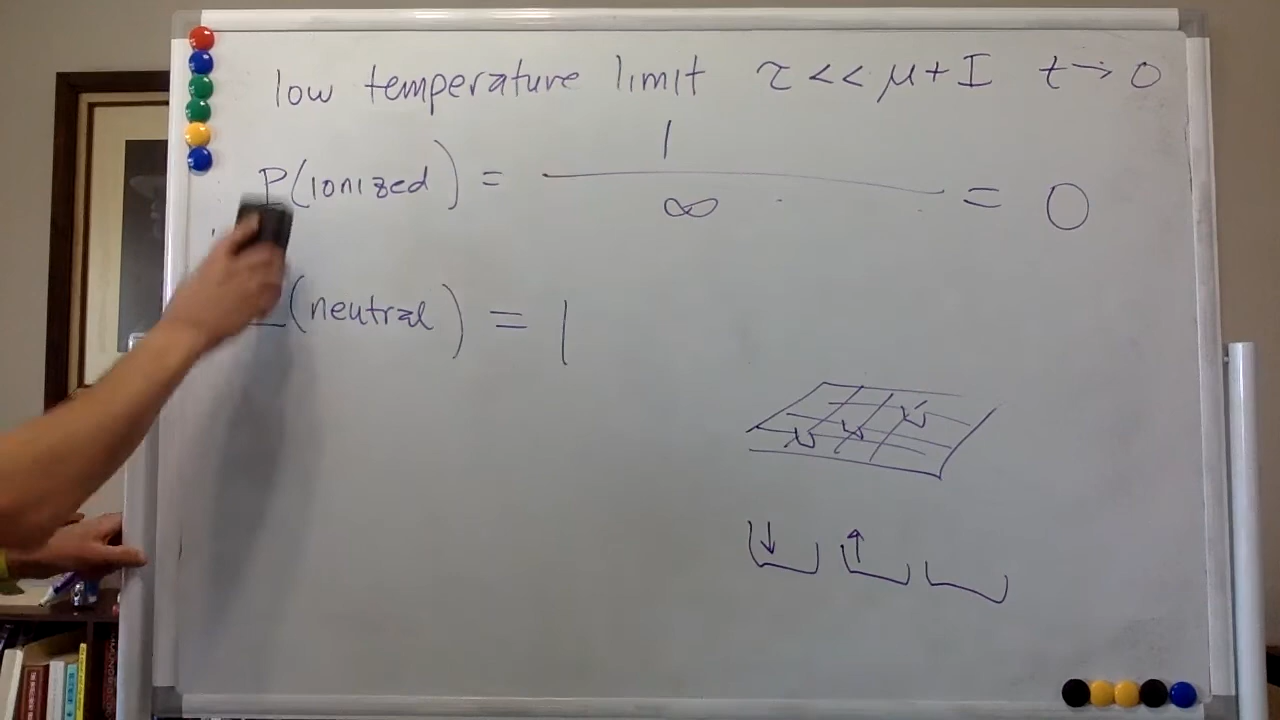 low temperature limit τ << μ + I t → 0
P(ionized) = 1 / ∞ = 0
(neutral) = 1